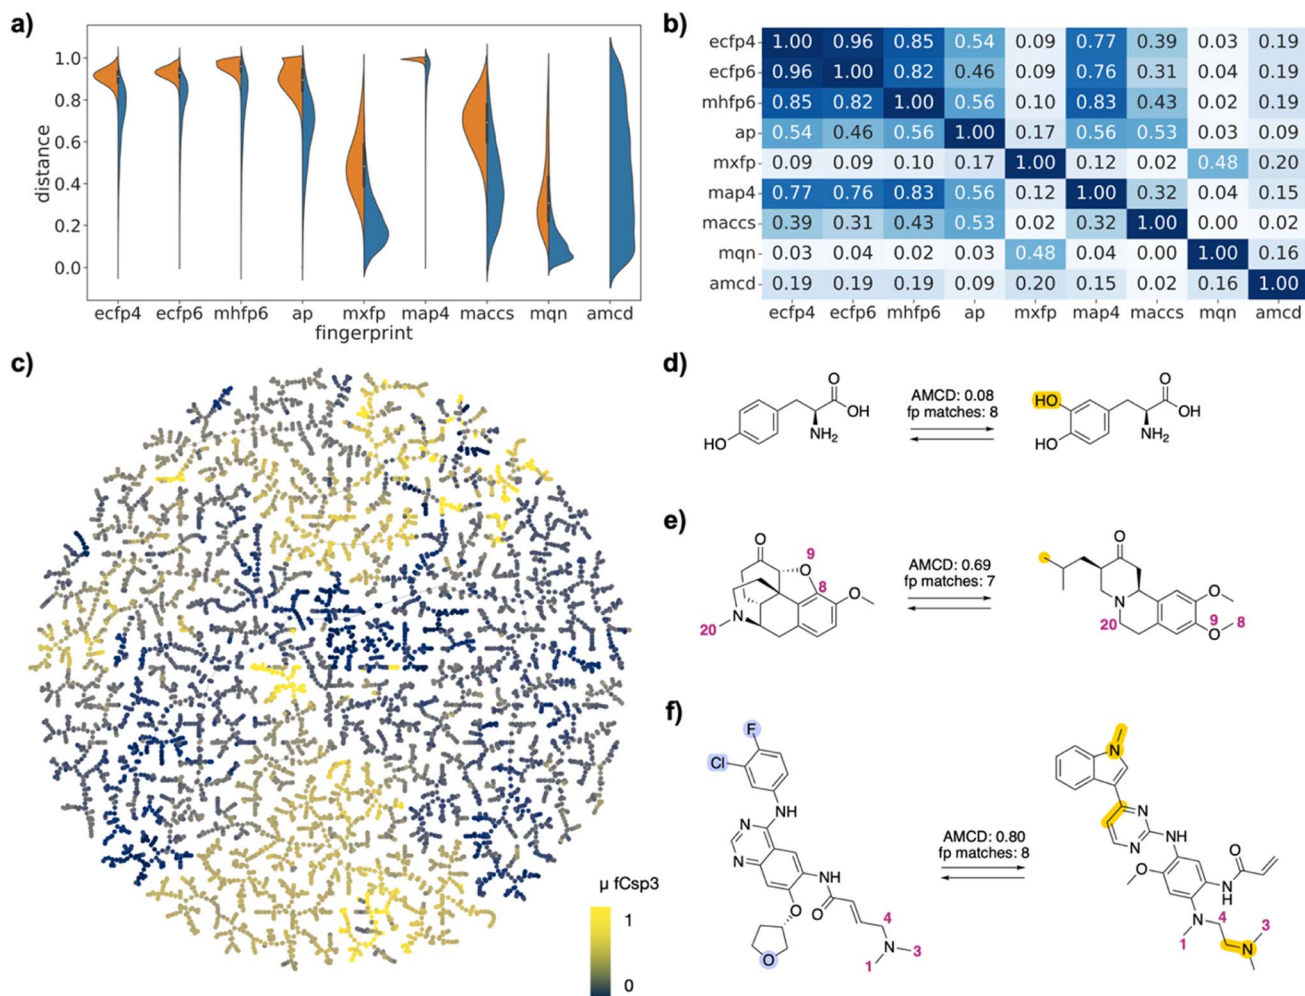 a)
1.0
0.8
0.6
0.4
0.2
0.0
distance
ecfp4 ecfp6 mhfp6 ap mxfp map4 maccs mqn amcd
fingerprint
b)
ecfp4 1.00 0.96 0.85 0.54 0.09 0.77 0.39 0.03 0.19
ecfp6 0.96 1.00 0.82 0.46 0.09 0.76 0.31 0.04 0.19
mhfp6 0.85 0.82 1.00 0.56 0.10 0.83 0.43 0.02 0.19
ap 0.54 0.46 0.56 1.00 0.17 0.56 0.53 0.03 0.09
mxfp 0.09 0.09 0.10 0.17 1.00 0.12 0.02 0.48 0.20
map4 0.77 0.76 0.83 0.56 0.12 1.00 0.32 0.04 0.15
maccs 0.39 0.31 0.43 0.53 0.02 0.32 1.00 0.00 0.02
mqn 0.03 0.04 0.02 0.03 0.48 0.04 0.00 1.00 0.16
amcd 0.19 0.19 0.19 0.09 0.20 0.15 0.02 0.16 1.00
ecfp4 ecfp6 mhfp6 ap mxfp map4 maccs mqn amcd
c)
μ fCsp3
1
0
d)
O
OH
NH2
HO
AMCD: 0.08
fp matches: 8
O
HO
OH
HO
NH2
e)
O
9
O
8
O
N
20
AMCD: 0.69
fp matches: 7
O
N
O
20
9
O
8
f)
F
Cl
NH
N
N
NH
O
O
4
O
N
3
1
AMCD: 0.80
fp matches: 8
N
N
N
NH
O
O
NH
4
N
3
1
N